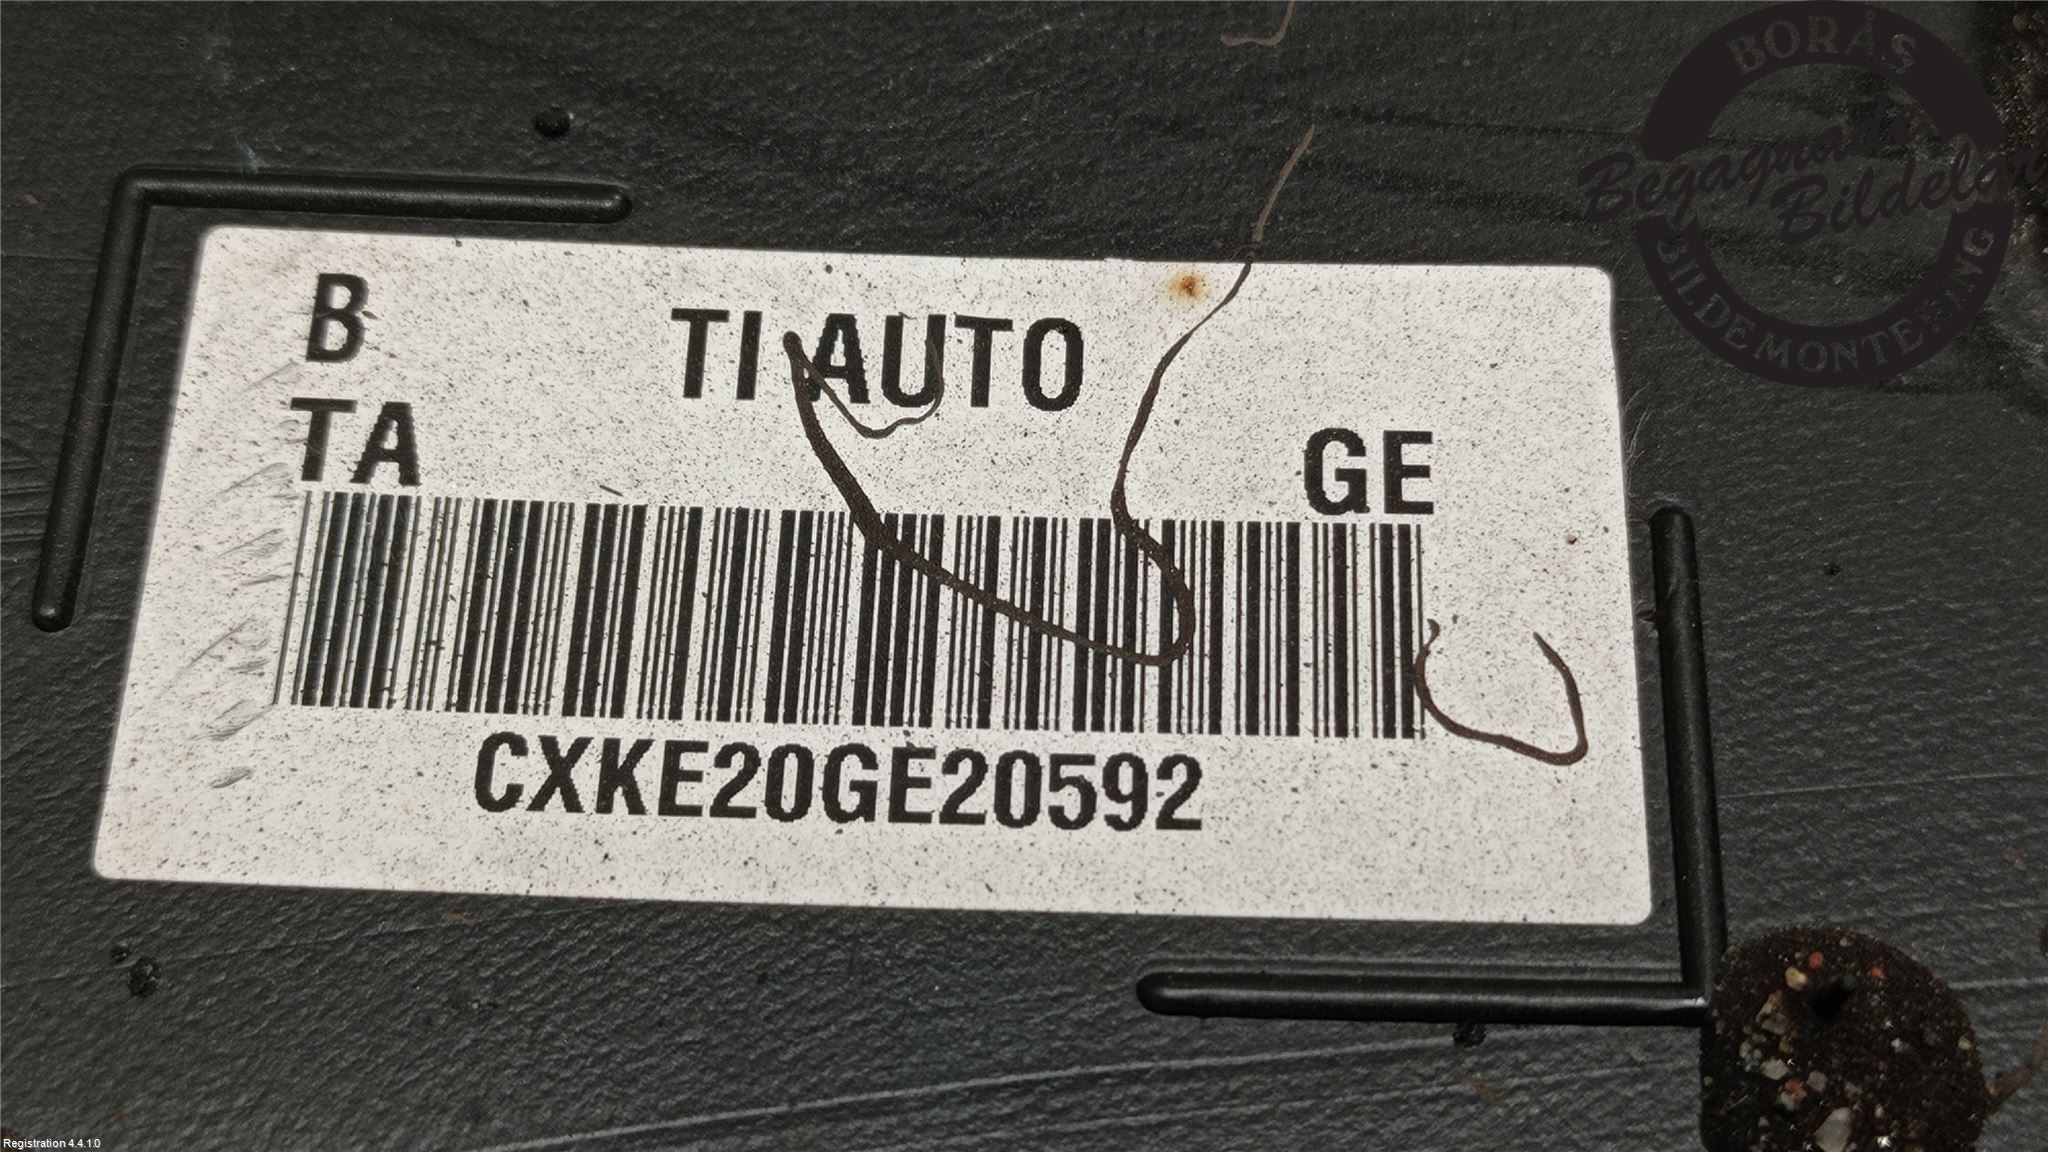 BORÅS
Begagnade
Bildelar
BILDEMONTERING
B
TI AUTO
TA
GE
CXKE20GE20592
Registration 4.4.1.0